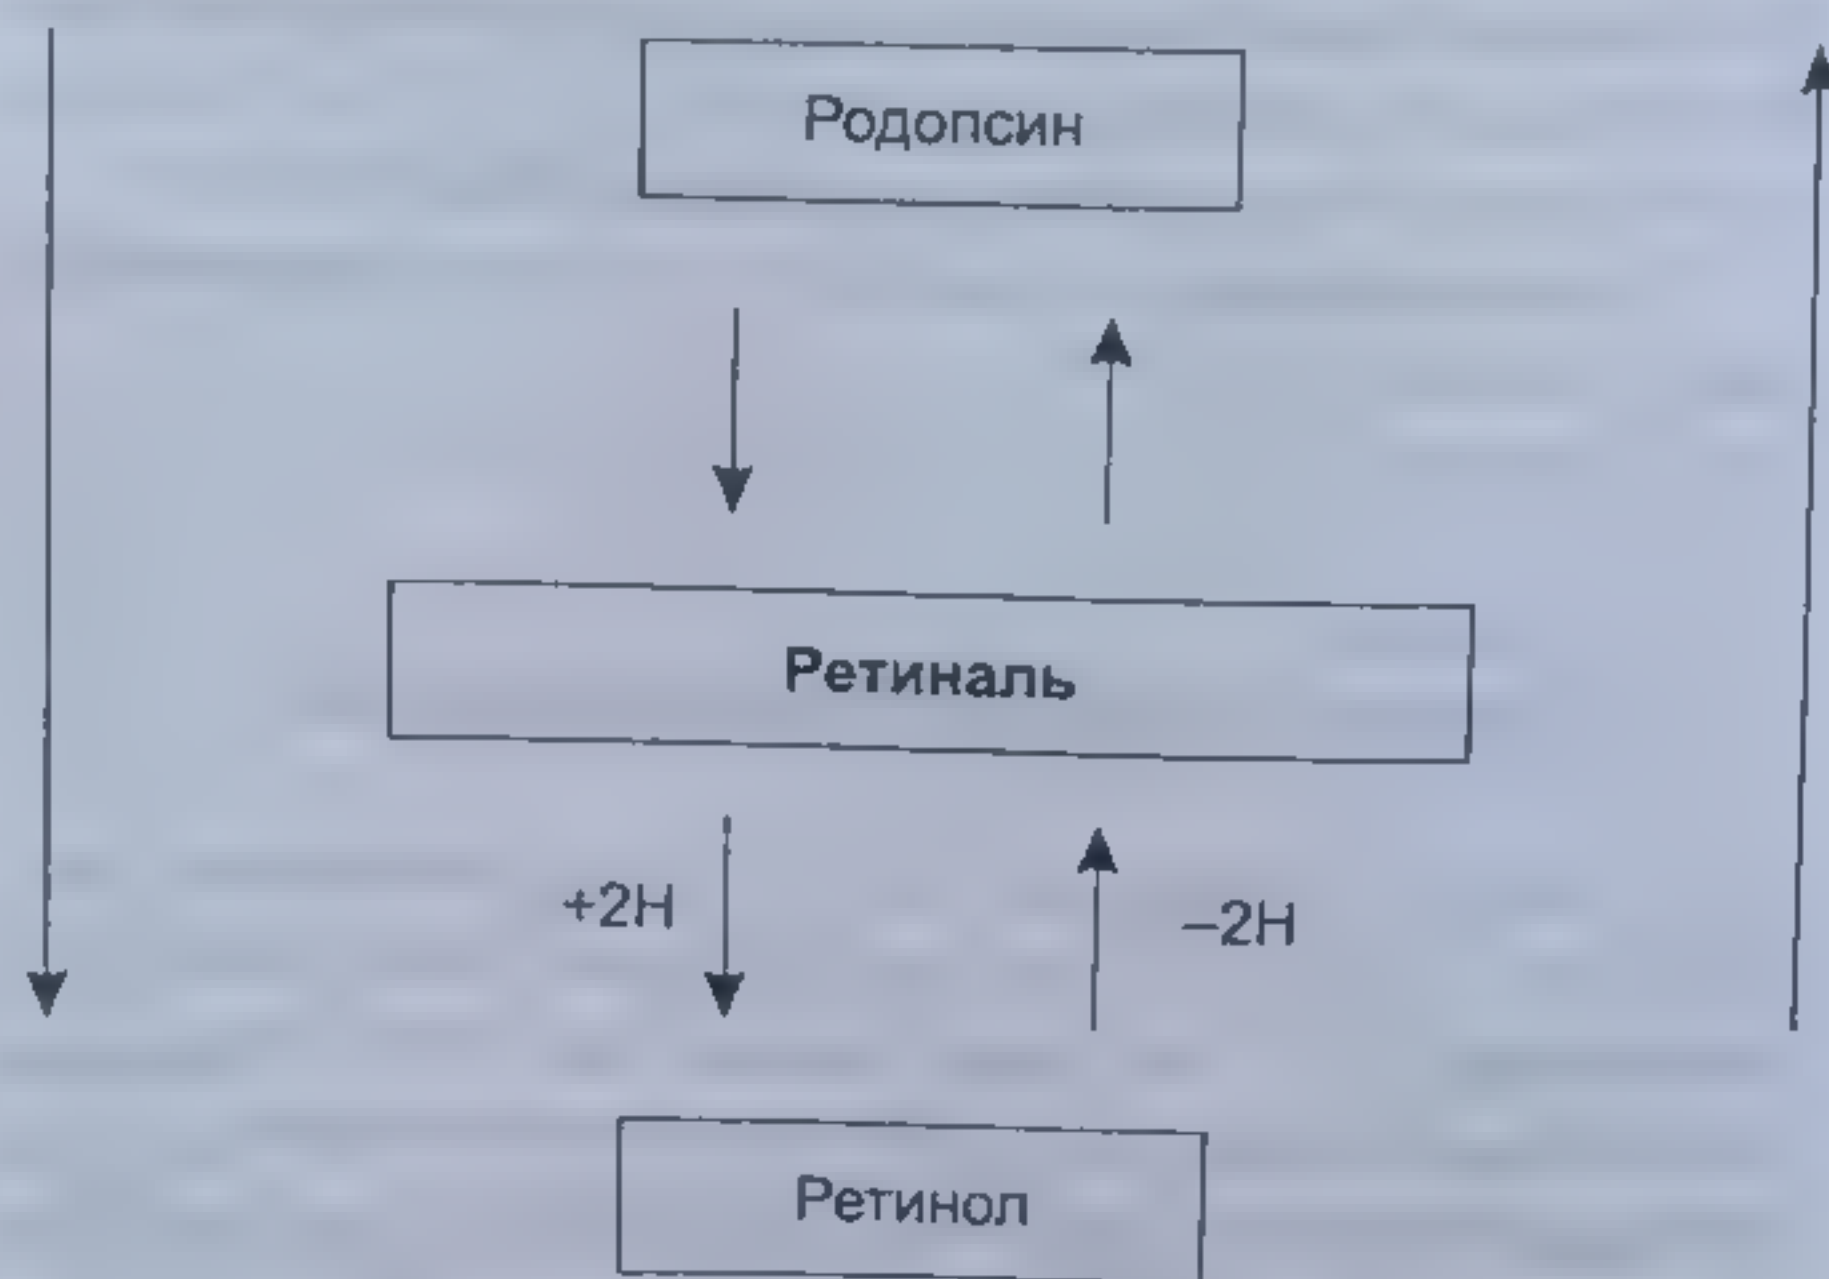 Родопсин
Ретиналь
+2H
–2H
Ретинол